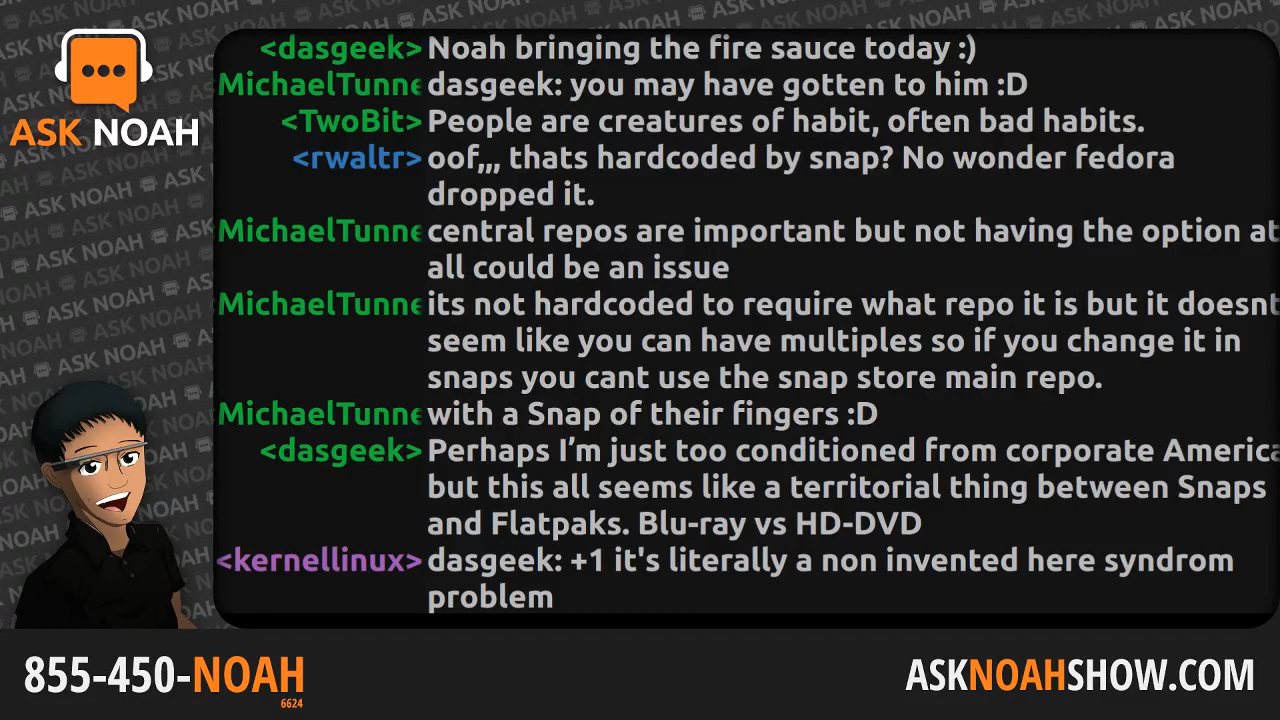 ASK NOAH
<dasgeek> Noah bringing the fire sauce today :)
MichaelTunne dasgeek: you may have gotten to him :D
<TwoBit> People are creatures of habit, often bad habits.
<rwaltr> oof,,, thats hardcoded by snap? No wonder fedora
dropped it.
MichaelTunne central repos are important but not having the option at
all could be an issue
MichaelTunne its not hardcoded to require what repo it is but it doesnt
seem like you can have multiples so if you change it in
snaps you cant use the snap store main repo.
MichaelTunne with a Snap of their fingers :D
<dasgeek> Perhaps I’m just too conditioned from corporate America
but this all seems like a territorial thing between Snaps
and Flatpaks. Blu-ray vs HD-DVD
<kernellinux> dasgeek: +1 it's literally a non invented here syndrom
problem
855-450-NOAH
6624
ASKNOAHSHOW.COM